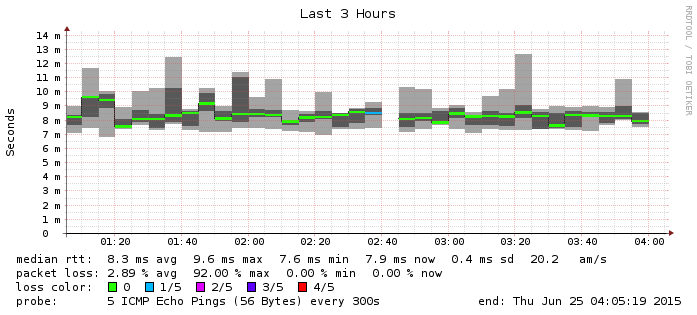 Last 3 Hours
RRDTOOL / TOBI OETIKER
Seconds
14 m
13 m
12 m
11 m
10 m
9 m
8 m
7 m
6 m
5 m
4 m
3 m
2 m
1 m
0
01:20 01:40 02:00 02:20 02:40 03:00 03:20 03:40 04:00
median rtt: 8.3 ms avg 9.6 ms max 7.6 ms min 7.9 ms now 0.4 ms sd 20.2 am/s
packet loss: 2.89 % avg 92.00 % max 0.00 % min 0.00 % now
loss color: 0 1/5 2/5 3/5 4/5
probe: 5 ICMP Echo Pings (56 Bytes) every 300s end: Thu Jun 25 04:05:19 2015